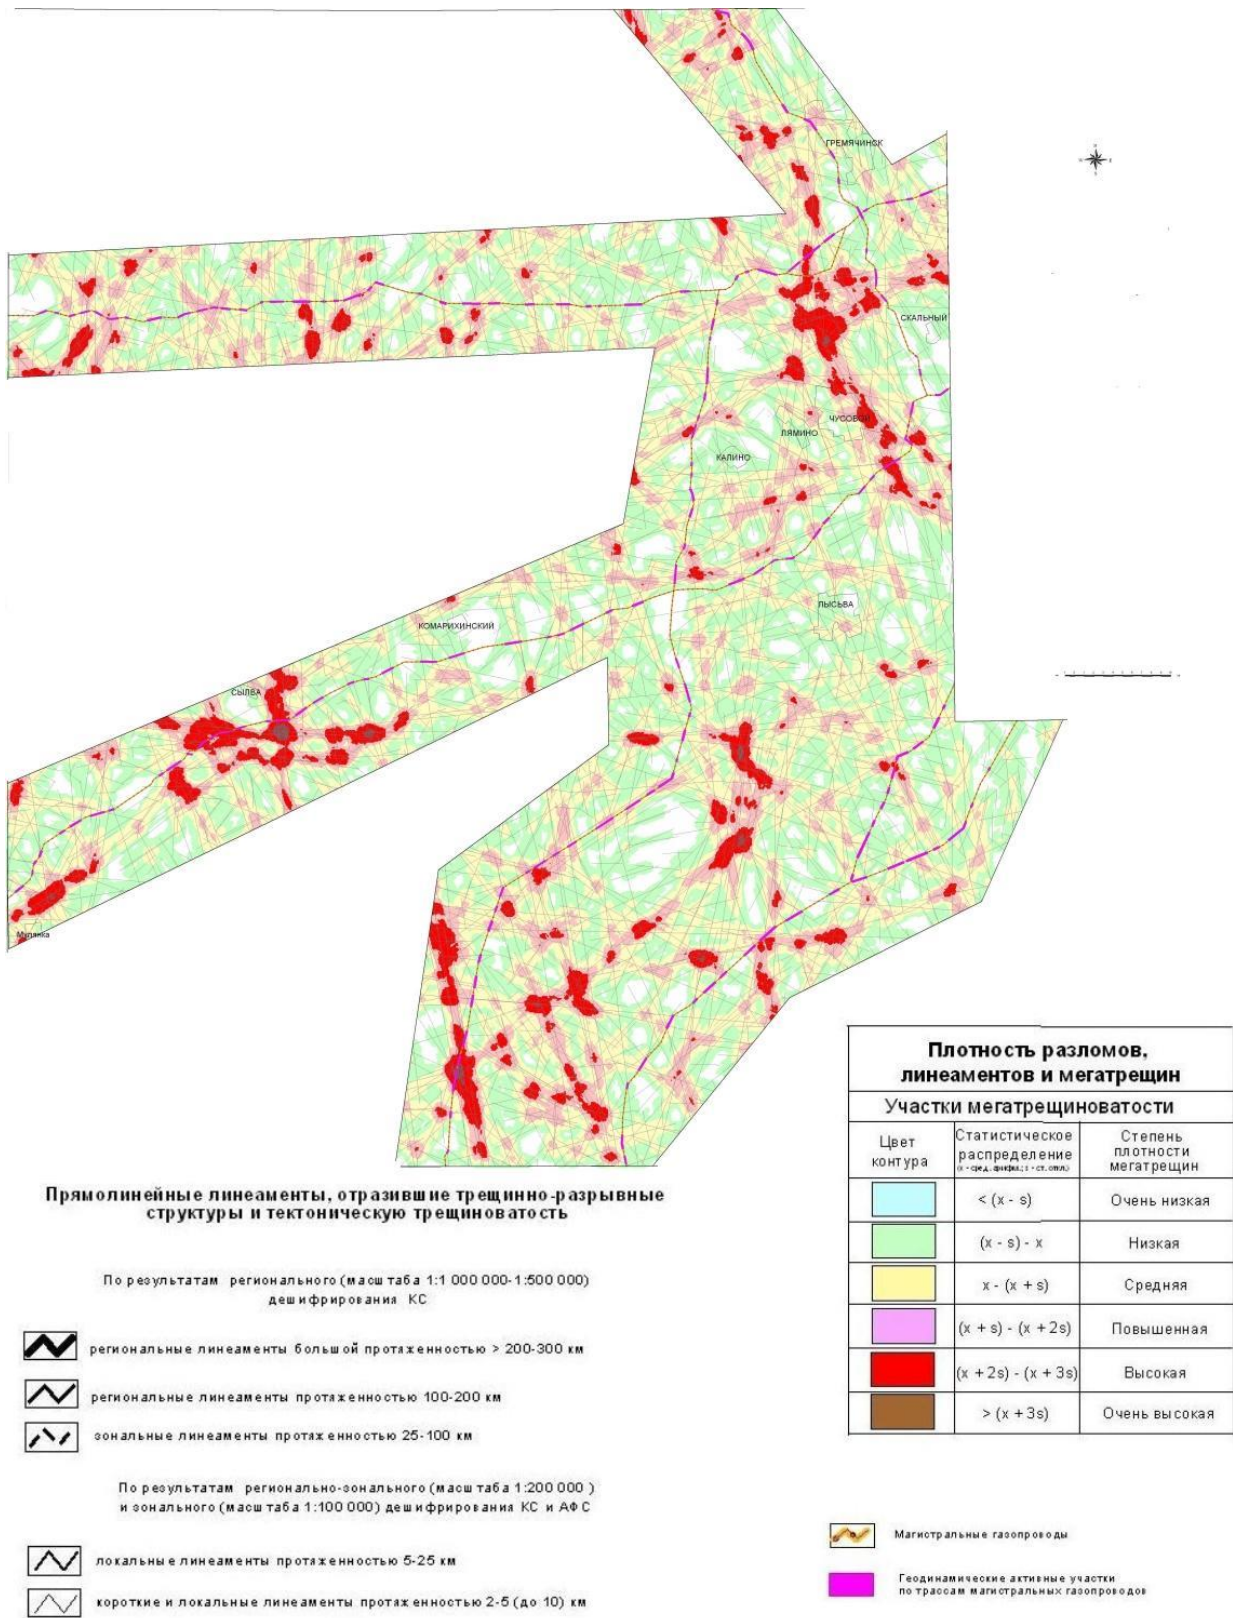 ГРЕМЯЧИНСК
СКАЛЬНЫЙ
ЧУСОВОЙ
ЛЯМИНО
КАЛИНО
ЛЫСЬВА
КОМАРИХИНСКИЙ
СЫЛВА
Мулянка
Прямолинейные линеаменты, отразившие трещинно-разрывные
структуры и тектоническую трещиноватость
По результатам регионального (масштаба 1:1 000 000-1:500 000)
дешифрирования КС
региональные линеаменты большой протяженностью > 200-300 км
региональные линеаменты протяженностью 100-200 км
зональные линеаменты протяженностью 25-100 км
По результатам регионально-зонального (масштаба 1:200 000 )
и зонального (масштаба 1:100 000) дешифрирования КС и АФС
локальные линеаменты протяженностью 5-25 км
короткие и локальные линеаменты протяженностью 2-5 (до 10) км
Плотность разломов,
линеаментов и мегатрещин
Участки мегатрещиноватости
Цвет
контура
Статистическое
распределение
(x - сред. арифм.; s - ст. откл.)
Степень
плотности
мегатрещин
< (x - s)
Очень низкая
(x - s) - x
Низкая
x - (x + s)
Средняя
(x + s) - (x + 2s)
Повышенная
(x + 2s) - (x + 3s)
Высокая
> (x + 3s)
Очень высокая
Магистральные газопроводы
Геодинамические активные участки
по трассам магистральных газопроводов